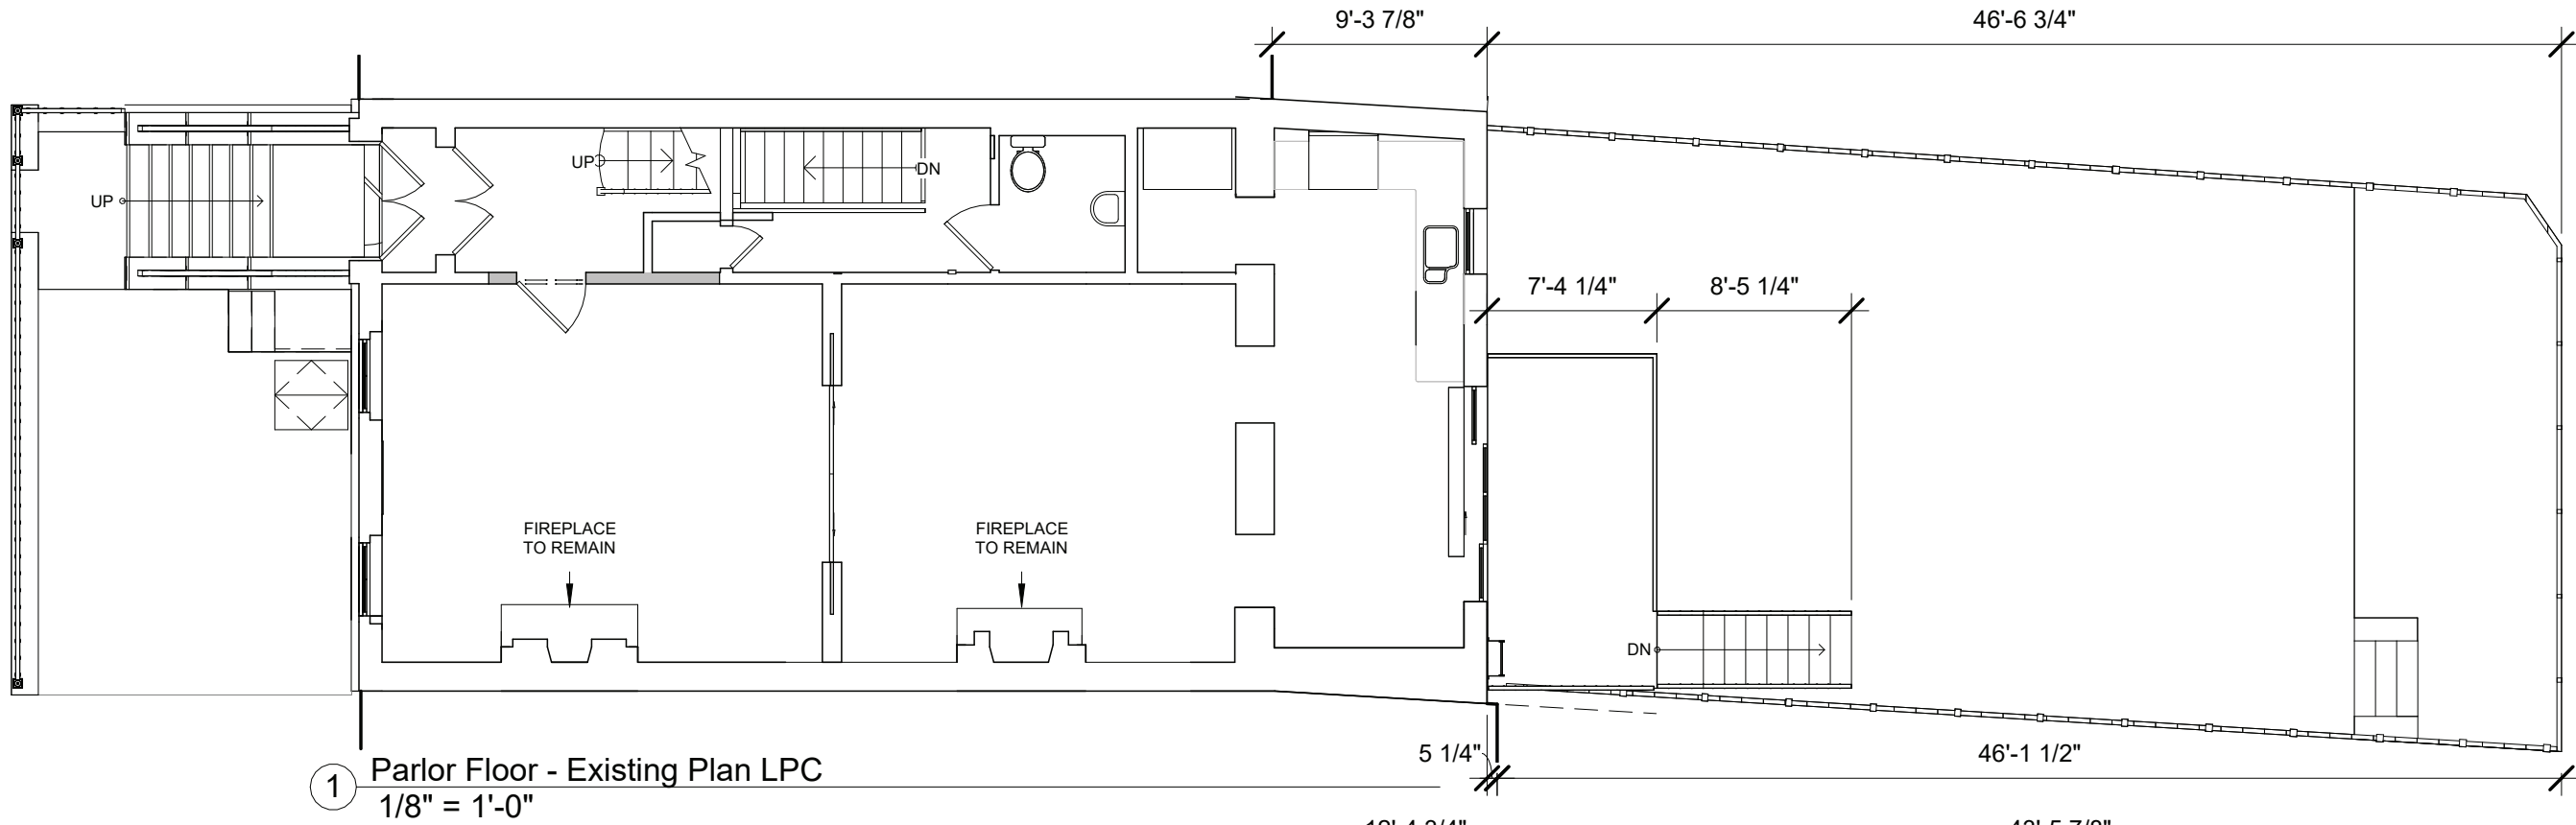 9'-3 7/8"
46'-6 3/4"
UP
UP
DN
7'-4 1/4"
8'-5 1/4"
FIREPLACE
TO REMAIN
FIREPLACE
TO REMAIN
DN
5 1/4"
46'-1 1/2"
1
Parlor Floor - Existing Plan LPC
1/8" = 1'-0"